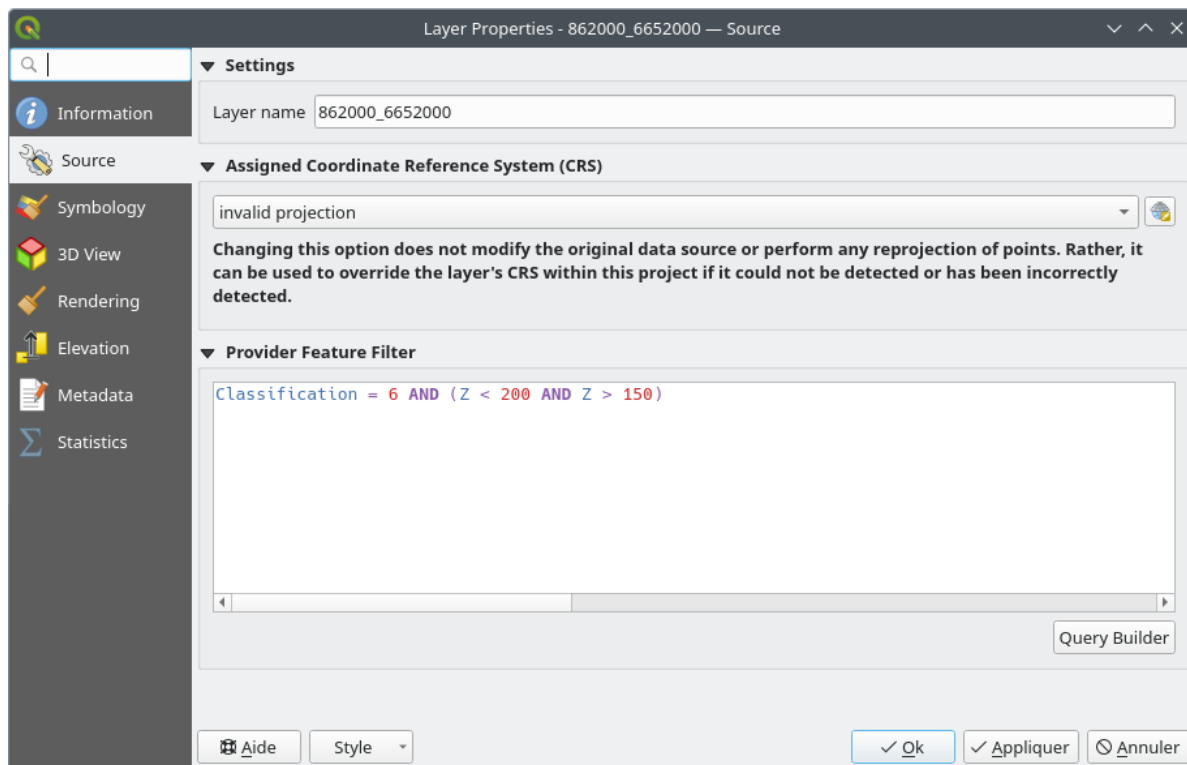 Layer Properties - 862000_6652000 — Source
Information
Source
Symbology
3D View
Rendering
Elevation
Metadata
Statistics
Settings
Layer name 862000_6652000
Assigned Coordinate Reference System (CRS)
invalid projection
Changing this option does not modify the original data source or perform any reprojection of points. Rather, it
can be used to override the layer's CRS within this project if it could not be detected or has been incorrectly
detected.
Provider Feature Filter
Classification = 6 AND (Z < 200 AND Z > 150)
Query Builder
Aide Style Ok Appliquer Annuler